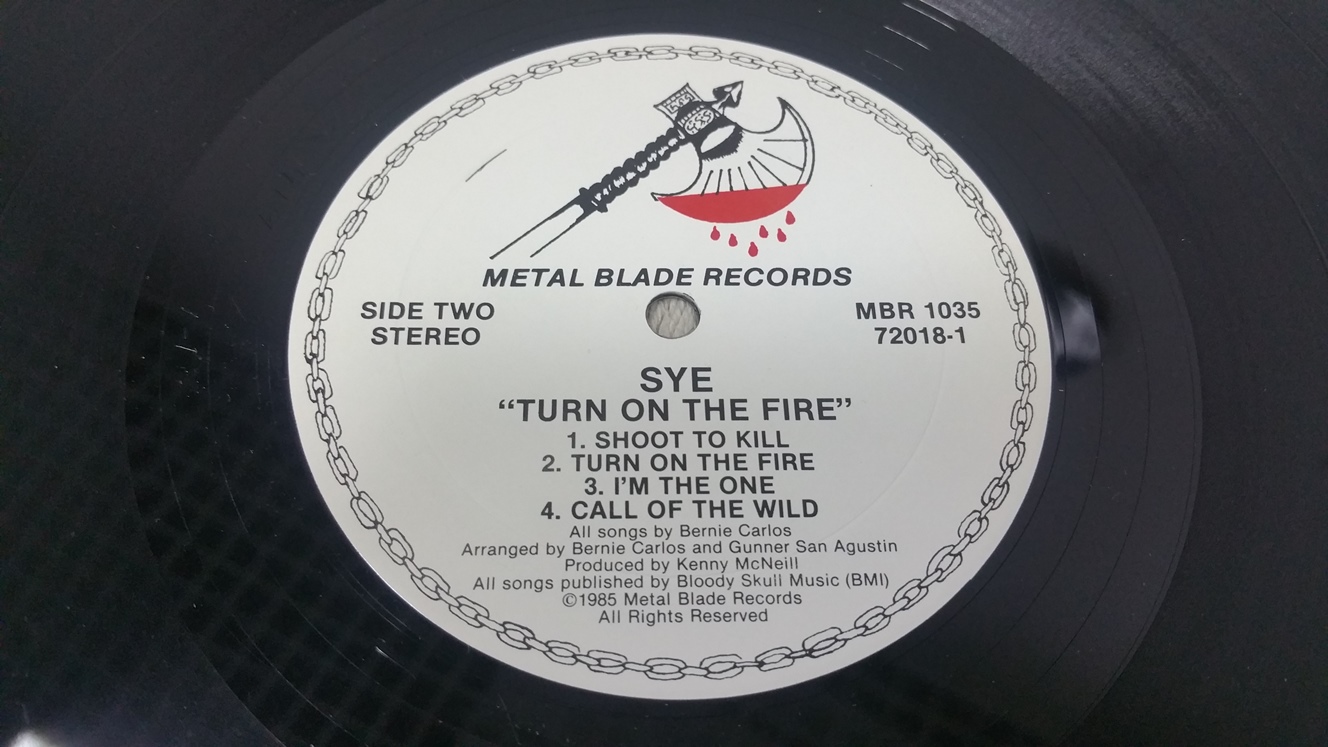 METAL BLADE RECORDS
SIDE TWO
STEREO
MBR 1035
72018-1
SYE
“TURN ON THE FIRE”
1. SHOOT TO KILL
2. TURN ON THE FIRE
3. I'M THE ONE
4. CALL OF THE WILD
All songs by Bernie Carlos
Arranged by Bernie Carlos and Gunner San Agustin
Produced by Kenny McNeill
All songs published by Bloody Skull Music (BMI)
©1985 Metal Blade Records
All Rights Reserved